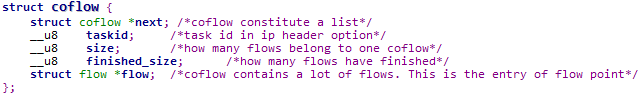 struct coflow {
    struct coflow *next; /*coflow constitute a list*/
    __u8    taskid;     /*task id in ip header option*/
    __u8    size;       /*how many flows belong to one coflow*/
    __u8    finished_size;      /*how many flows have finished*/
    struct flow *flow;  /*coflow contains a lot of flows. This is the entry of flow point*/
};